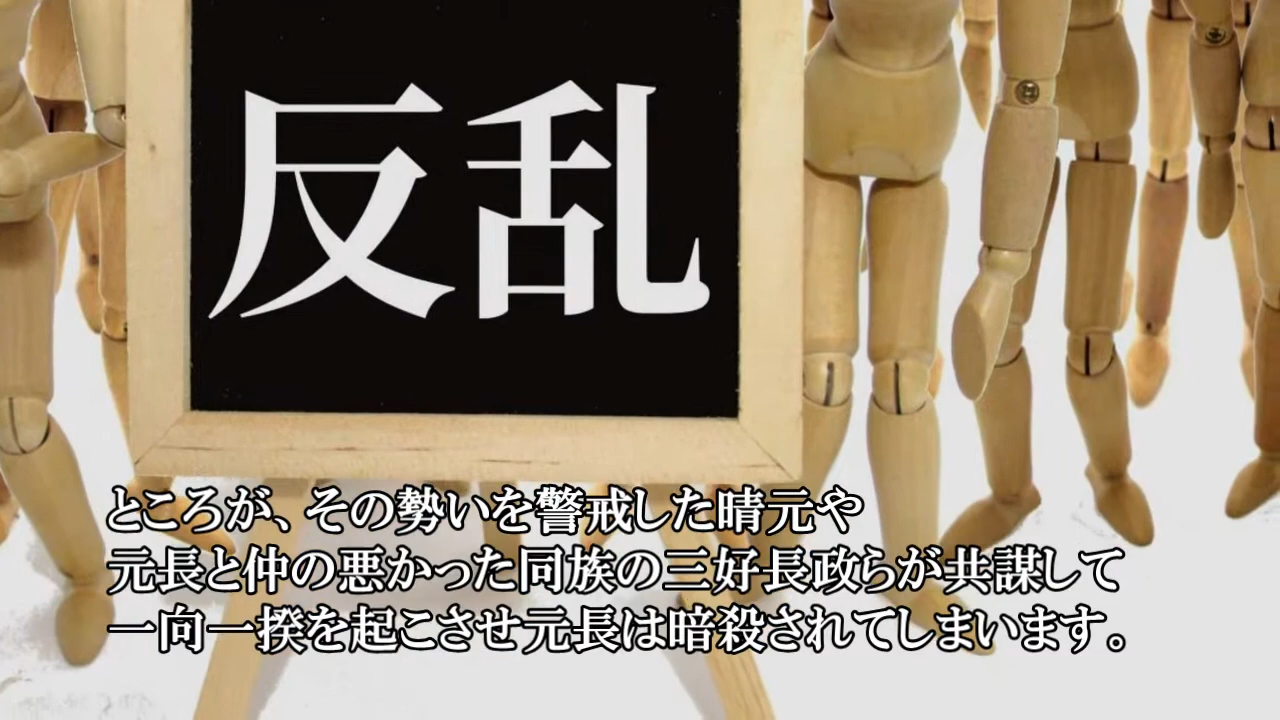 反乱
ところが、その勢いを警戒した晴元や
元長と仲の悪かった同族の三好長政らが共謀して
一向一揆を起こさせ元長は暗殺されてしまいます。